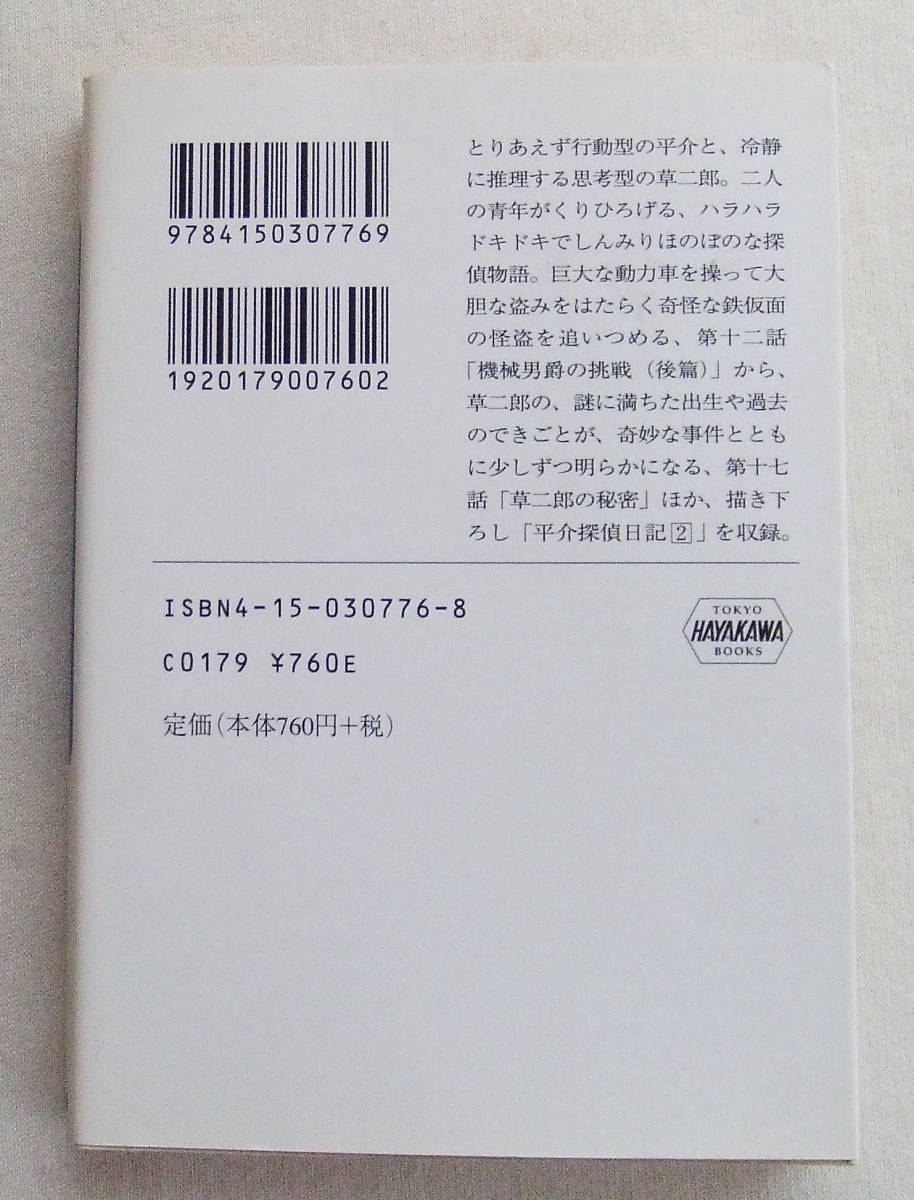 9784150307769
1920179007602
とりあえず行動型の平介と、冷静
に推理する思考型の草二郎。二人
の青年がくりひろげる、ハラハラ
ドキドキでしんみりほのぼのな探
偵物語。巨大な動力車を操って大
胆な盗みをはたらく奇怪な鉄仮面
の怪盗を追いつめる、第十二話
「機械男爵の挑戦（後篇）」から、
草二郎の、謎に満ちた出生や過去
のできごとが、奇妙な事件ととも
に少しずつ明らかになる、第十七
話「草二郎の秘密」ほか、描き下
ろし「平介探偵日記2」を収録。
ISBN4-15-030776-8
C0179 ¥760E
定価（本体760円＋税）
TOKYO
HAYAKAWA
BOOKS